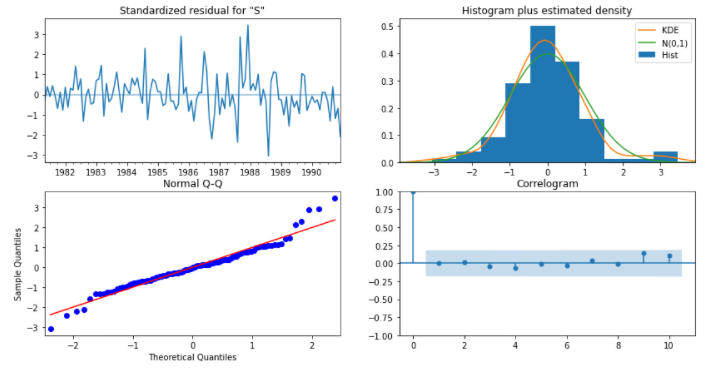 Standardized residual for "S"
3
2
1
0
−1
−2
−3
1982 1983 1984 1985 1986 1987 1988 1989 1990
Histogram plus estimated density
KDE
N(0,1)
Hist
0.5
0.4
0.3
0.2
0.1
0.0
−3 −2 −1 0 1 2 3
Normal Q-Q
Sample Quantiles
3
2
1
0
−1
−2
−3
−2 −1 0 1 2
Theoretical Quantiles
Correlogram
1.00
0.75
0.50
0.25
0.00
−0.25
−0.50
−0.75
−1.00
0 2 4 6 8 10